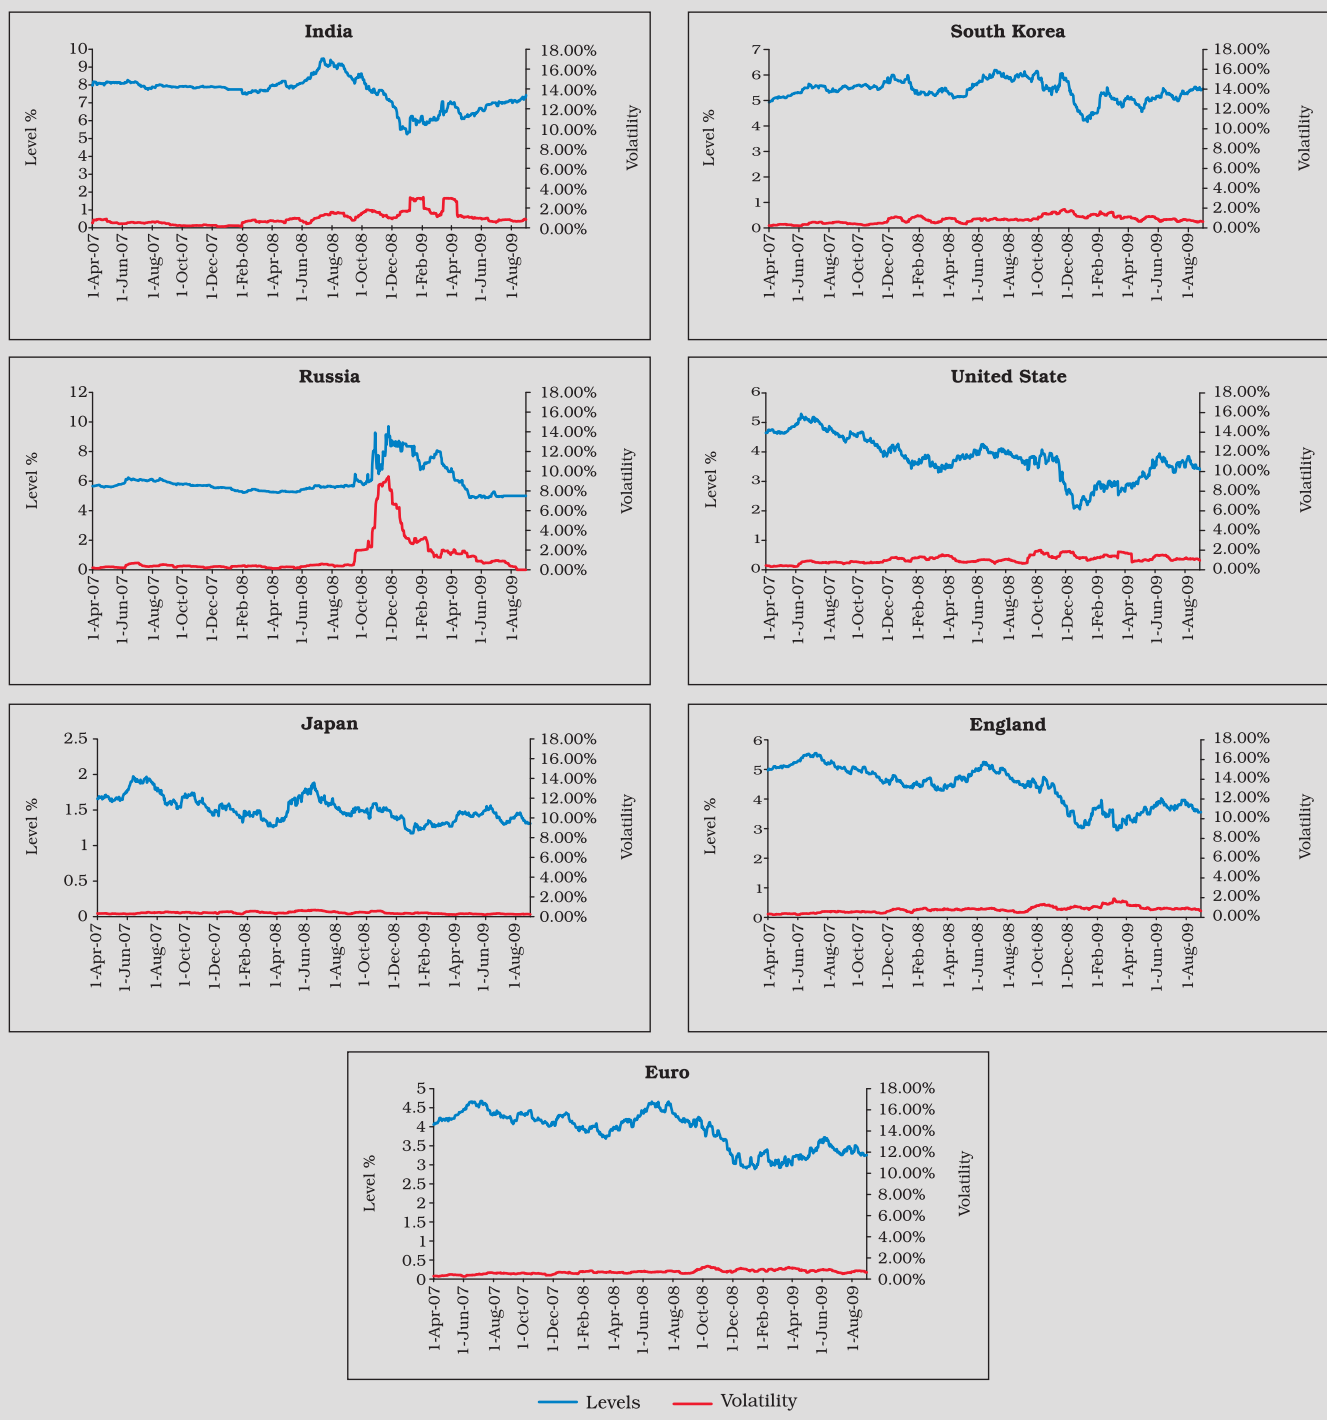 India
10
9
8
7
6
5
4
3
2
1
0
Level %
18.00%
16.00%
14.00%
12.00%
10.00%
8.00%
6.00%
4.00%
2.00%
0.00%
Volatility
1-Apr-07
1-Jun-07
1-Aug-07
1-Oct-07
1-Dec-07
1-Feb-08
1-Apr-08
1-Jun-08
1-Aug-08
1-Oct-08
1-Dec-08
1-Feb-09
1-Apr-09
1-Jun-09
1-Aug-09
South Korea
7
6
5
4
3
2
1
0
Level %
18.00%
16.00%
14.00%
12.00%
10.00%
8.00%
6.00%
4.00%
2.00%
0.00%
Volatility
1-Apr-07
1-Jun-07
1-Aug-07
1-Oct-07
1-Dec-07
1-Feb-08
1-Apr-08
1-Jun-08
1-Aug-08
1-Oct-08
1-Dec-08
1-Feb-09
1-Apr-09
1-Jun-09
1-Aug-09
Russia
12
10
8
6
4
2
0
Level %
18.00%
16.00%
14.00%
12.00%
10.00%
8.00%
6.00%
4.00%
2.00%
0.00%
Volatility
1-Apr-07
1-Jun-07
1-Aug-07
1-Oct-07
1-Dec-07
1-Feb-08
1-Apr-08
1-Jun-08
1-Aug-08
1-Oct-08
1-Dec-08
1-Feb-09
1-Apr-09
1-Jun-09
1-Aug-09
United State
6
5
4
3
2
1
0
Level %
18.00%
16.00%
14.00%
12.00%
10.00%
8.00%
6.00%
4.00%
2.00%
0.00%
Volatility
1-Apr-07
1-Jun-07
1-Aug-07
1-Oct-07
1-Dec-07
1-Feb-08
1-Apr-08
1-Jun-08
1-Aug-08
1-Oct-08
1-Dec-08
1-Feb-09
1-Apr-09
1-Jun-09
1-Aug-09
Japan
2.5
2
1.5
1
0.5
0
Level %
18.00%
16.00%
14.00%
12.00%
10.00%
8.00%
6.00%
4.00%
2.00%
0.00%
Volatility
1-Apr-07
1-Jun-07
1-Aug-07
1-Oct-07
1-Dec-07
1-Feb-08
1-Apr-08
1-Jun-08
1-Aug-08
1-Oct-08
1-Dec-08
1-Feb-09
1-Apr-09
1-Jun-09
1-Aug-09
England
6
5
4
3
2
1
0
Level %
18.00%
16.00%
14.00%
12.00%
10.00%
8.00%
6.00%
4.00%
2.00%
0.00%
Volatility
1-Apr-07
1-Jun-07
1-Aug-07
1-Oct-07
1-Dec-07
1-Feb-08
1-Apr-08
1-Jun-08
1-Aug-08
1-Oct-08
1-Dec-08
1-Feb-09
1-Apr-09
1-Jun-09
1-Aug-09
Euro
5
4.5
4
3.5
3
2.5
2
1.5
1
0.5
0
Level %
18.00%
16.00%
14.00%
12.00%
10.00%
8.00%
6.00%
4.00%
2.00%
0.00%
Volatility
1-Apr-07
1-Jun-07
1-Aug-07
1-Oct-07
1-Dec-07
1-Feb-08
1-Apr-08
1-Jun-08
1-Aug-08
1-Oct-08
1-Dec-08
1-Feb-09
1-Apr-09
1-Jun-09
1-Aug-09
Levels
Volatility